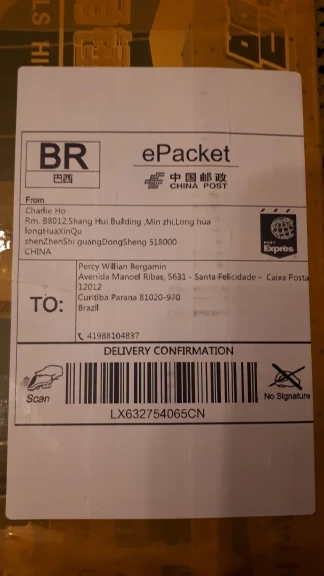 BR
巴西
ePacket
中国邮政
CHINA POST
From
Charlie Ho
Rm. 88012,Shang Hui Building ,Min zhi,Long hua
longHuaXinQu
shenZhenShi guangDongSheng 518000
CHINA
Exprès
TO:
Percy Willian Bergamin
Avenida Manoel Ribas, 5631 - Santa Felicidade - Caixa Posta
12012
Curitiba Parana 81020-970
Brazil
41988104837
DELIVERY CONFIRMATION
Scan
No Signature
LX632754065CN